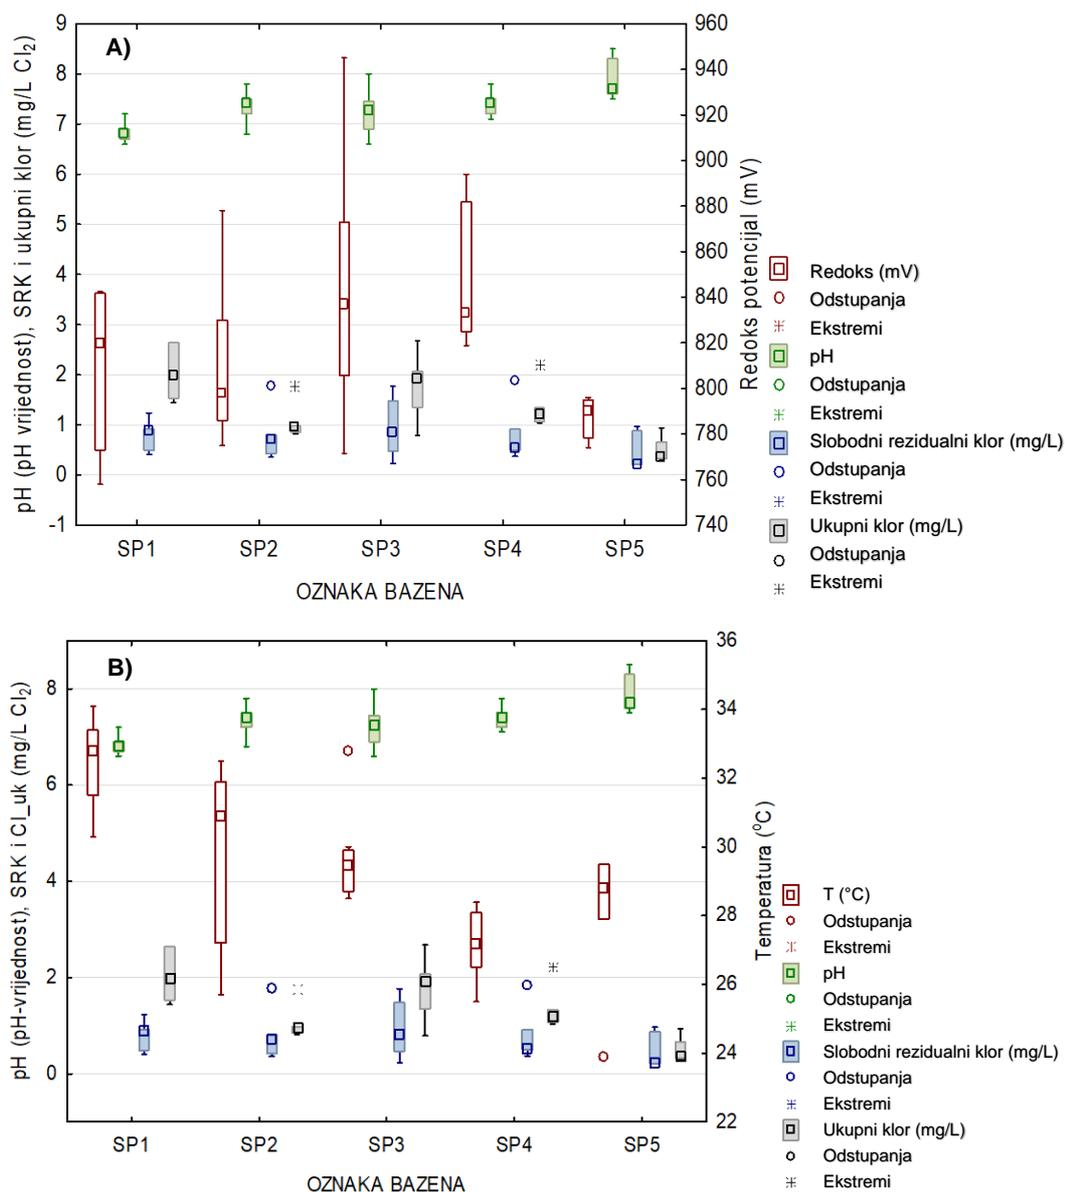 A)
9
8
7
6
5
4
3
2
1
0
-1
pH (pH vrijednost), SRK i ukupni klor (mg/L Cl2)
960
940
920
900
880
860
840
820
800
780
760
740
Redoks potencijal (mV)
SP1 SP2 SP3 SP4 SP5
OZNAKA BAZENA
Redoks (mV)
Odstupanja
Ekstremi
pH
Odstupanja
Ekstremi
Slobodni rezidualni klor (mg/L)
Odstupanja
Ekstremi
Ukupni klor (mg/L)
Odstupanja
Ekstremi
B)
8
6
4
2
0
pH (pH-vrijednost), SRK i Cl_uk (mg/L Cl2)
36
34
32
30
28
26
24
22
Temperatura (⁰C)
SP1 SP2 SP3 SP4 SP5
OZNAKA BAZENA
T (°C)
Odstupanja
Ekstremi
pH
Odstupanja
Ekstremi
Slobodni rezidualni klor (mg/L)
Odstupanja
Ekstremi
Ukupni klor (mg/L)
Odstupanja
Ekstremi